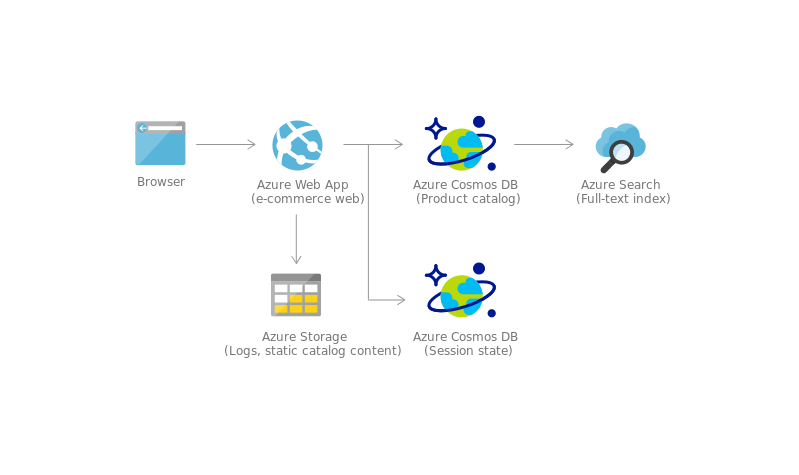 Browser
Azure Web App
(e-commerce web)
Azure Cosmos DB
(Product catalog)
Azure Search
(Full-text index)
Azure Storage
(Logs, static catalog content)
Azure Cosmos DB
(Session state)